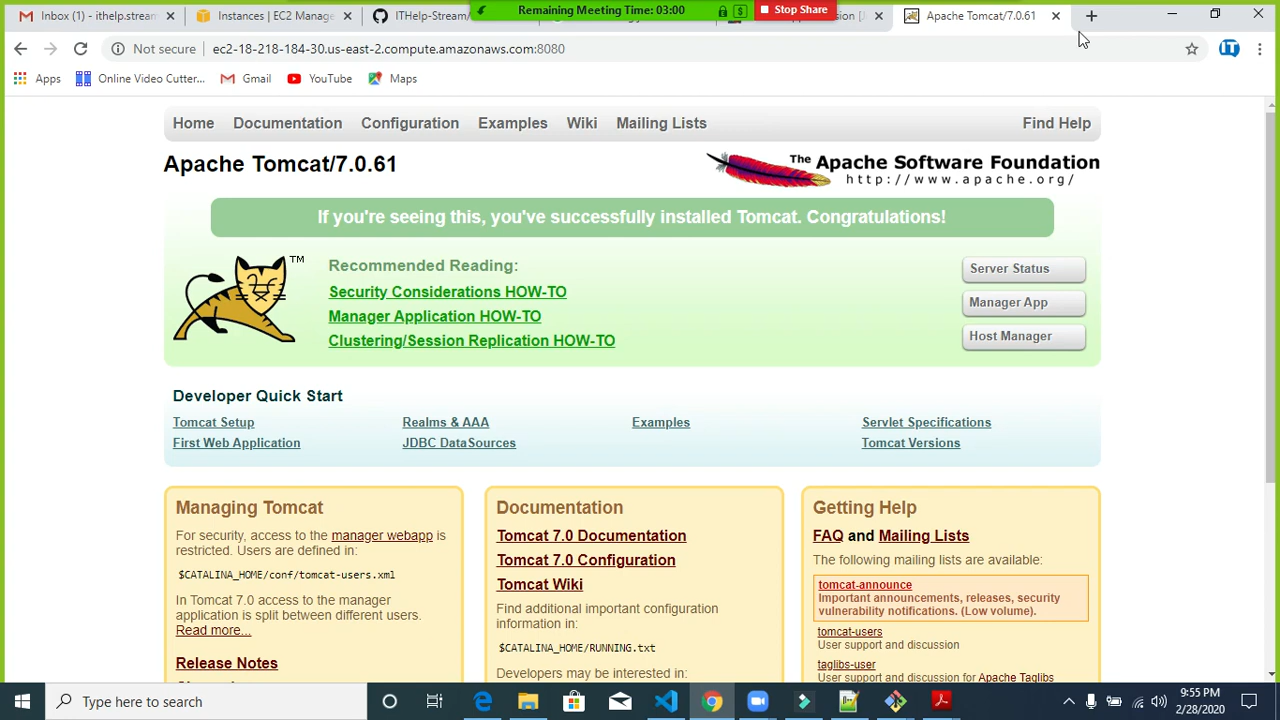 Inbox (1) - ithelp.stream
Instances | EC2 Manage
ITHelp-Stream/
Remaining Meeting Time: 03:00
Stop Share
Apache Tomcat/7.0.61
Not secure
ec2-18-218-184-30.us-east-2.compute.amazonaws.com:8080
Apps
Online Video Cutter...
Gmail
YouTube
Maps
Home
Documentation
Configuration
Examples
Wiki
Mailing Lists
Find Help
Apache Tomcat/7.0.61
The Apache Software Foundation
http://www.apache.org/
If you're seeing this, you've successfully installed Tomcat. Congratulations!
TM
Recommended Reading:
Security Considerations HOW-TO
Manager Application HOW-TO
Clustering/Session Replication HOW-TO
Server Status
Manager App
Host Manager
Developer Quick Start
Tomcat Setup
Realms & AAA
Examples
Servlet Specifications
First Web Application
JDBC DataSources
Tomcat Versions
Managing Tomcat
For security, access to the manager webapp is
restricted. Users are defined in:
$CATALINA_HOME/conf/tomcat-users.xml
In Tomcat 7.0 access to the manager
application is split between different users.
Read more...
Release Notes
Documentation
Tomcat 7.0 Documentation
Tomcat 7.0 Configuration
Tomcat Wiki
Find additional important configuration
information in:
$CATALINA_HOME/RUNNING.txt
Developers may be interested in:
Getting Help
FAQ and Mailing Lists
The following mailing lists are available:
tomcat-announce
Important announcements, releases, security
vulnerability notifications. (Low volume).
tomcat-users
User support and discussion
taglibs-user
User support and discussion for Apache Taglibs
Type here to search
9:55 PM
2/28/2020